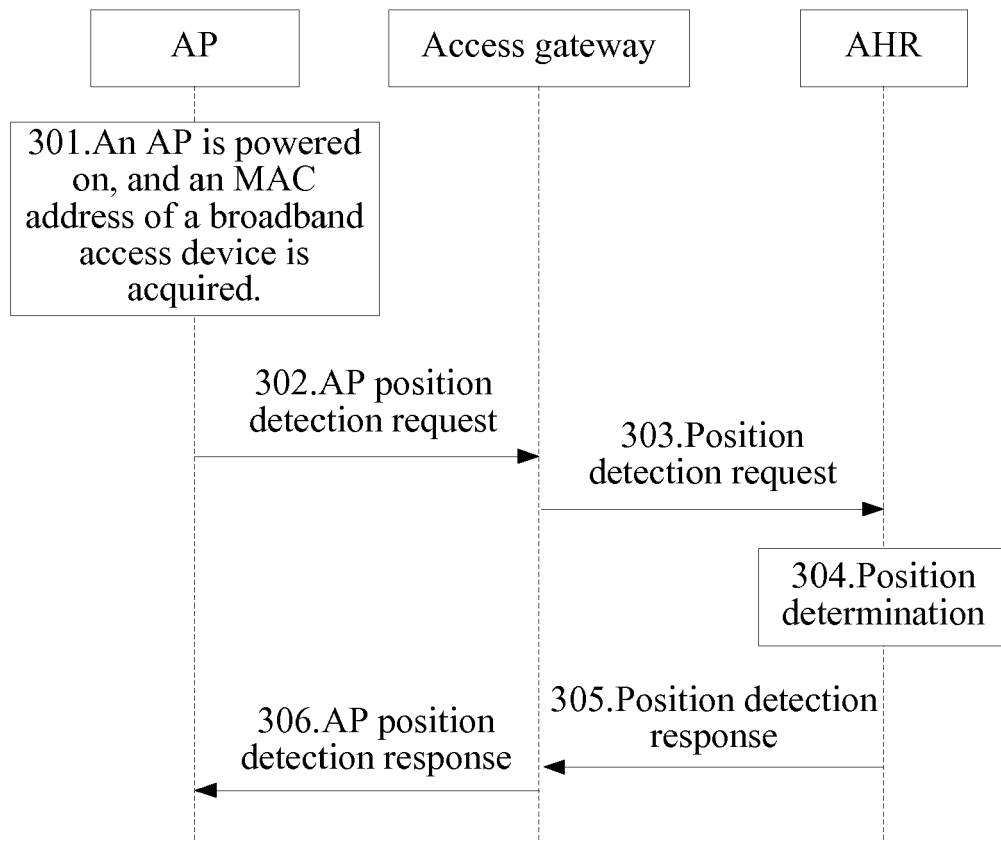 AP
Access gateway
AHR
301.An AP is powered
on, and an MAC
address of a broadband
access device is
acquired.
302.AP position
detection request
303.Position
detection request
304.Position
determination
305.Position detection
response
306.AP position
detection response